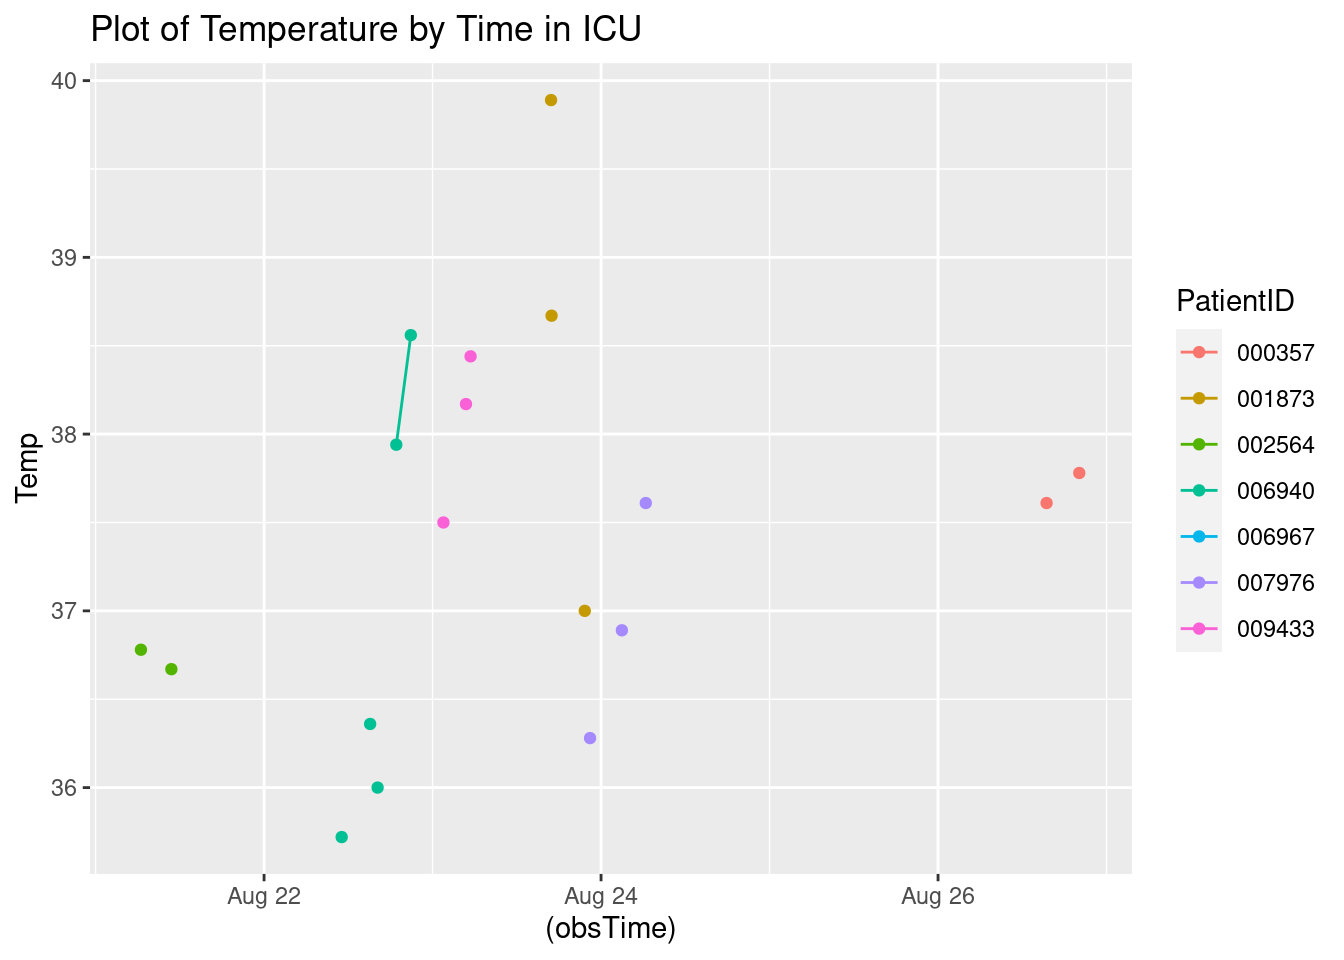 Plot of Temperature by Time in ICU
40
39
38
37
36
Temp
Aug 22
Aug 24
Aug 26
(obsTime)
PatientID
000357
001873
002564
006940
006967
007976
009433